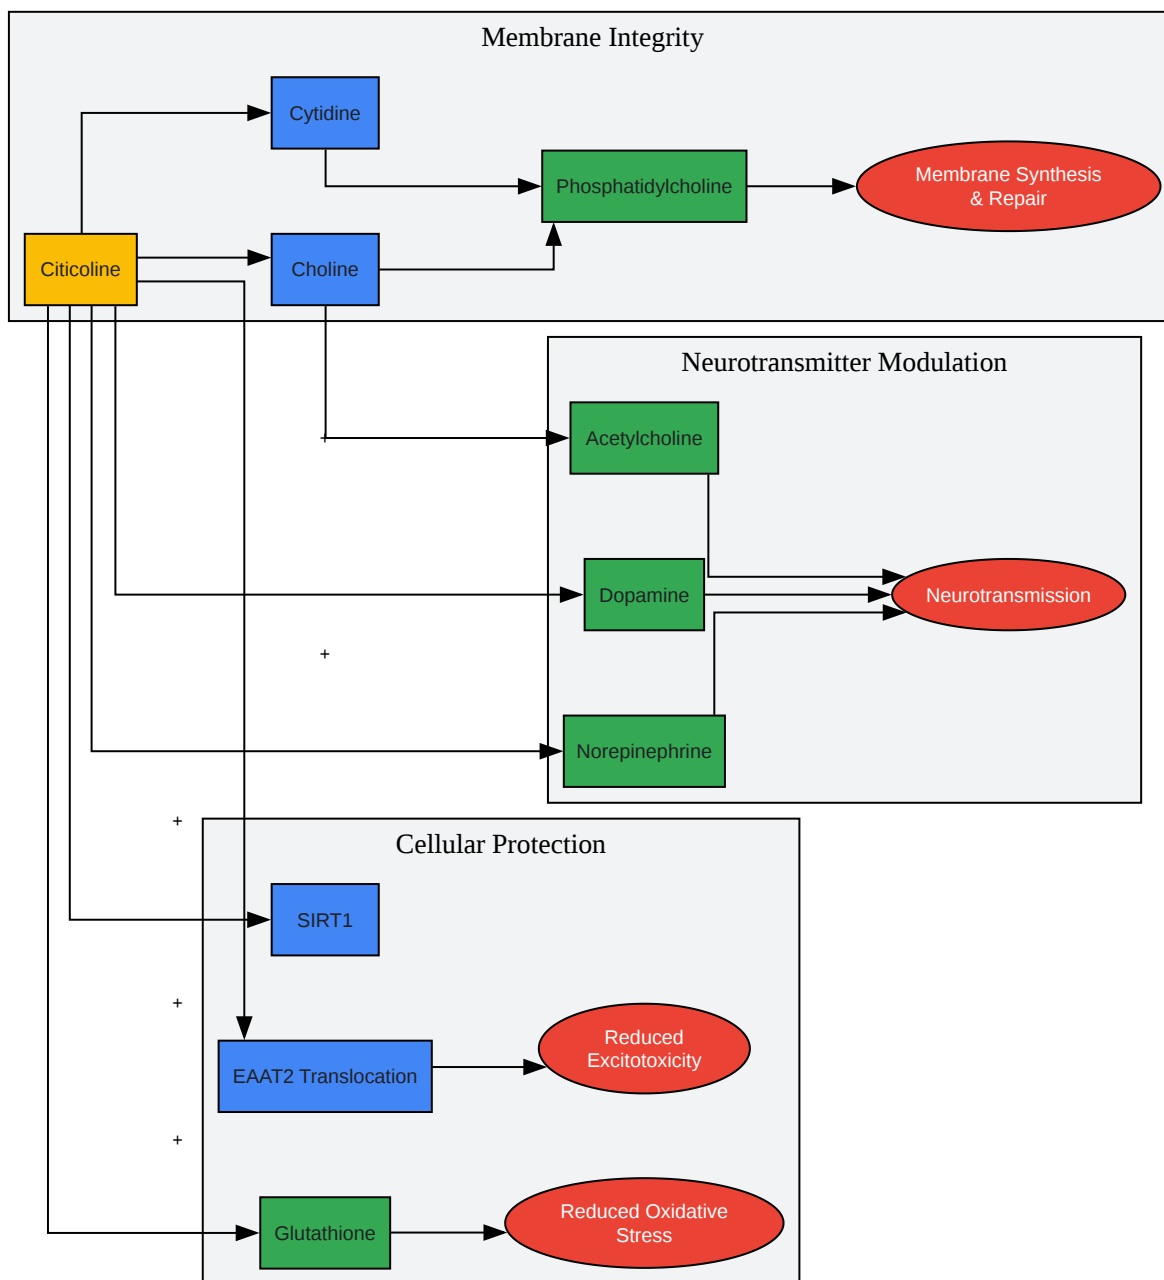 Membrane Integrity
Cytidine
Phosphatidylcholine
Membrane Synthesis
& Repair
Citicoline
Choline
Neurotransmitter Modulation
Acetylcholine
+
Dopamine
Neurotransmission
+
Norepinephrine
+
Cellular Protection
SIRT1
+
Reduced
Excitotoxicity
EAAT2 Translocation
+
Glutathione
Reduced Oxidative
Stress